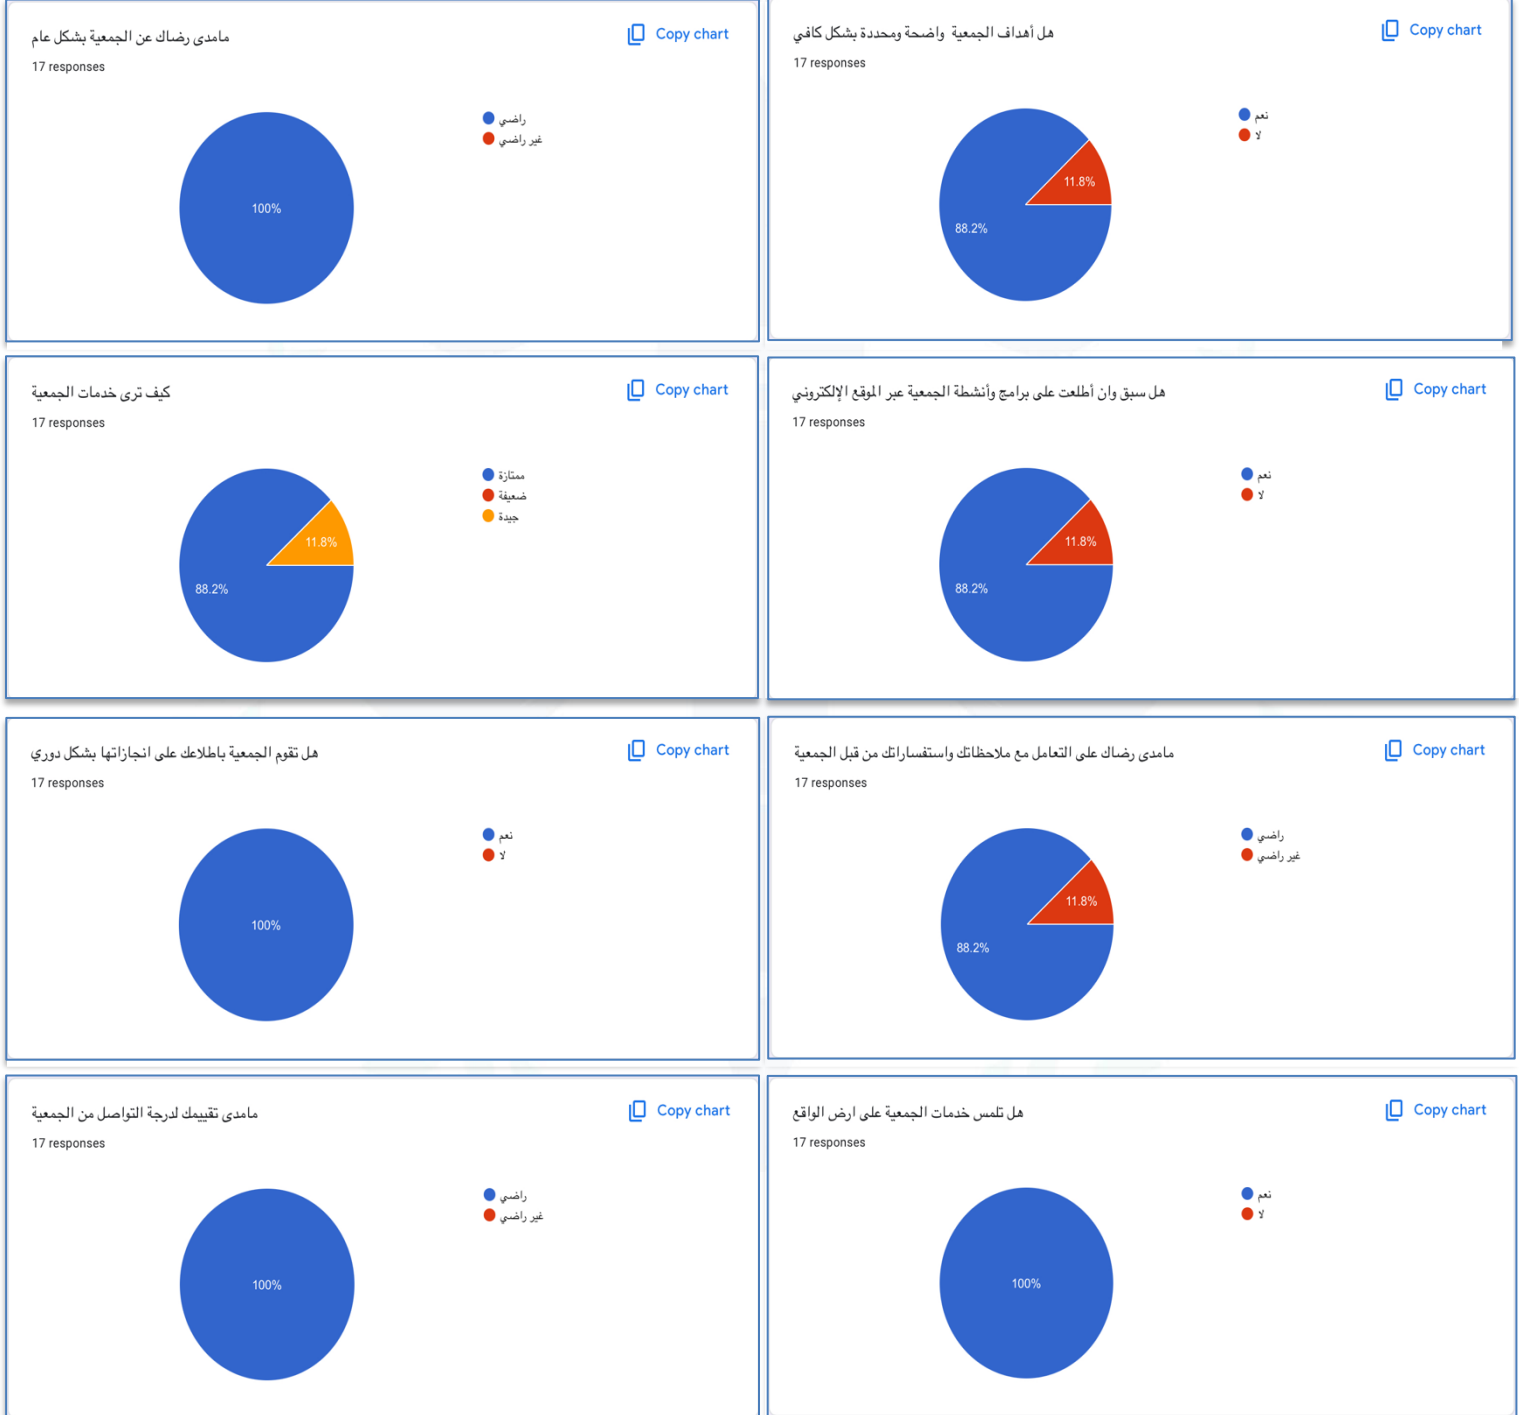 مامدى رضاك عن الجمعية بشكل عام
Copy chart
17 responses
راضي
غير راضي
100%
هل أهداف الجمعية واضحة ومحددة بشكل كافي
Copy chart
17 responses
نعم
لا
11.8%
88.2%
كيف ترى خدمات الجمعية
Copy chart
17 responses
ممتازة
ضعيفة
جيدة
11.8%
88.2%
هل سبق وان أطلعت على برامج وأنشطة الجمعية عبر الموقع الإلكتروني
Copy chart
17 responses
نعم
لا
11.8%
88.2%
هل تقوم الجمعية باطلاعك على انجازاتها بشكل دوري
Copy chart
17 responses
نعم
لا
100%
مامدى رضاك على التعامل مع ملاحظاتك واستفساراتك من قبل الجمعية
Copy chart
17 responses
راضي
غير راضي
11.8%
88.2%
مامدى تقييمك لدرجة التواصل من الجمعية
Copy chart
17 responses
راضي
غير راضي
100%
هل تلمس خدمات الجمعية على ارض الواقع
Copy chart
17 responses
نعم
لا
100%